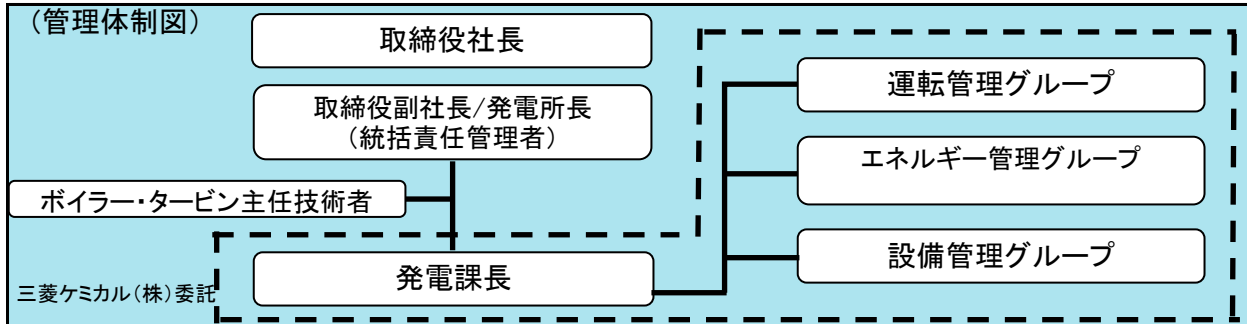 （管理体制図）
取締役社長
取締役副社長/発電所長
（統括責任管理者）
ボイラー・タービン主任技術者
発電課長
三菱ケミカル（株）委託
運転管理グループ
エネルギー管理グループ
設備管理グループ